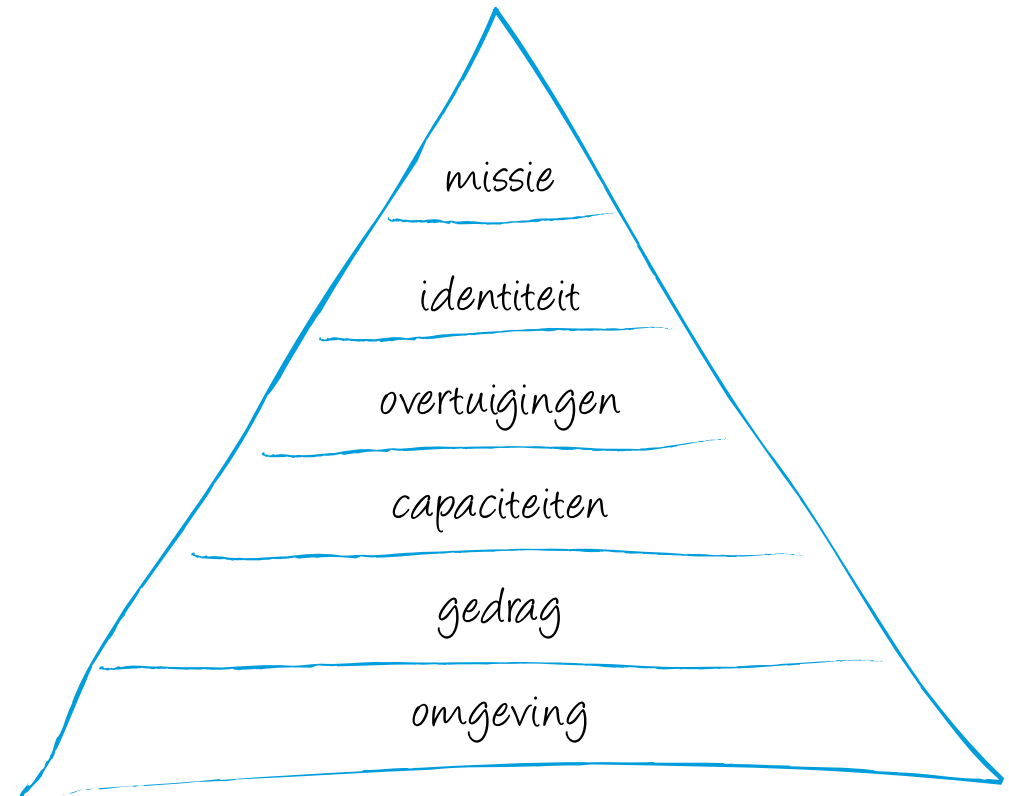 missie
identiteit
overtuigingen
capaciteiten
gedrag
omgeving